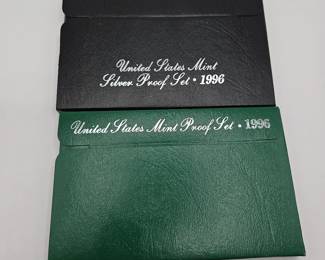 United States Mint
Silver Proof Set • 1996
United States Mint Proof Set • 1996